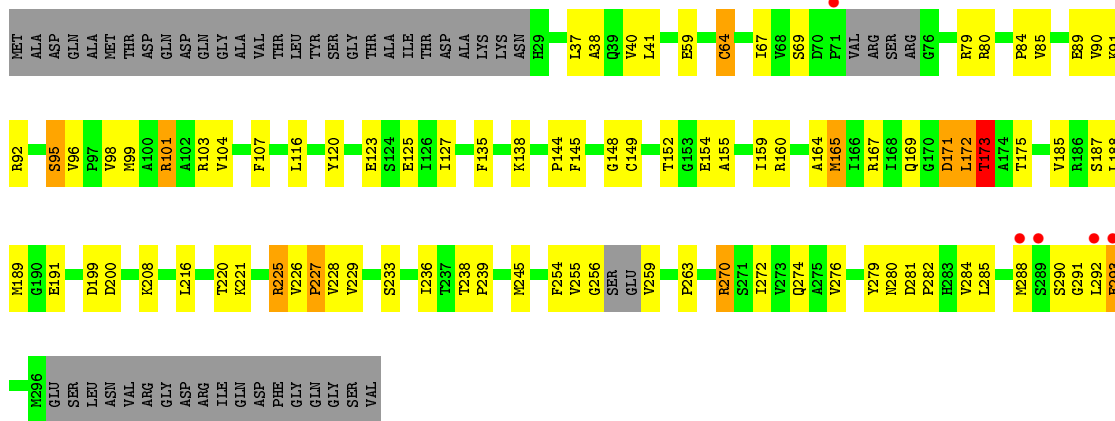 MET ALA ASP GLN ALA MET THR ASP GLN ASP GLN GLY ALA VAL THR LEU TYR SER GLY THR ALA ILE THR ASP ALA LYS LYS ASN H29 L37 A38 Q39 V40 L41 E59 C64 I67 V68 S69 D70 P71 VAL ARG SER ARG G76 R79 R80 P84 V85 E89 V90
R92 S95 V96 P97 V98 M99 A100 R101 A102 R103 V104 F107 L116 Y120 E123 S124 E125 I126 I127 F135 K138 P144 F145 G148 C149 T152 G153 E154 A155 I159 R160 A164 M165 I166 R167 I168 Q169 G170 D171 L172 T173 A174 T175 V185 R186 S187
M189 G190 E191 D199 D200 K208 L216 T220 K221 R225 V226 P227 V228 V229 S233 I236 T237 T238 P239 M245 F254 V255 G256 SER GLU V259 P263 R270 S271 I272 V273 Q274 A275 V276 Y279 N280 D281 P282 H283 V284 L285 M288 S289 S290 G291 L292
M296 GLU SER LEU ASN VAL ARG GLY ASP ARG ILE GLN ASP PHE GLY GLN GLY SER VAL